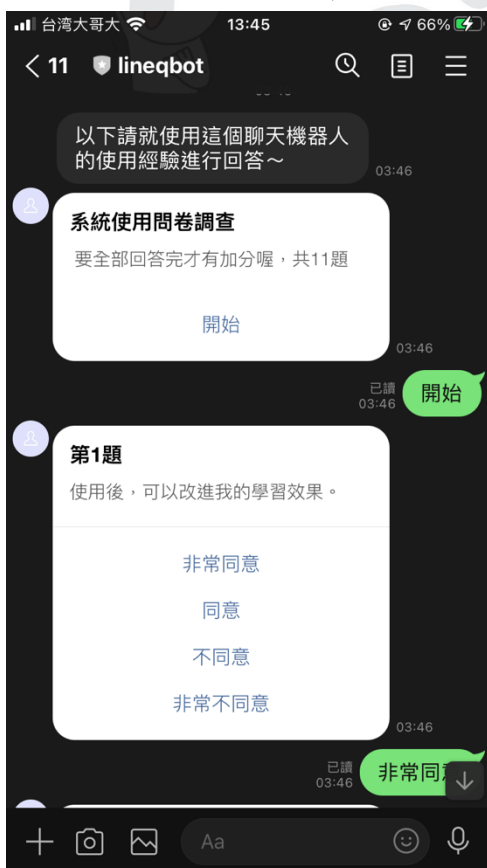 台湾大哥大 13:45 66%
11 lineqbot
以下請就使用這個聊天機器人
的使用經驗進行回答～
03:46
系統使用問卷調查
要全部回答完才有加分喔，共11題
開始
03:46
已讀
03:46
開始
第1題
使用後，可以改進我的學習效果。
非常同意
同意
不同意
非常不同意
03:46
已讀
03:46
非常同
Aa